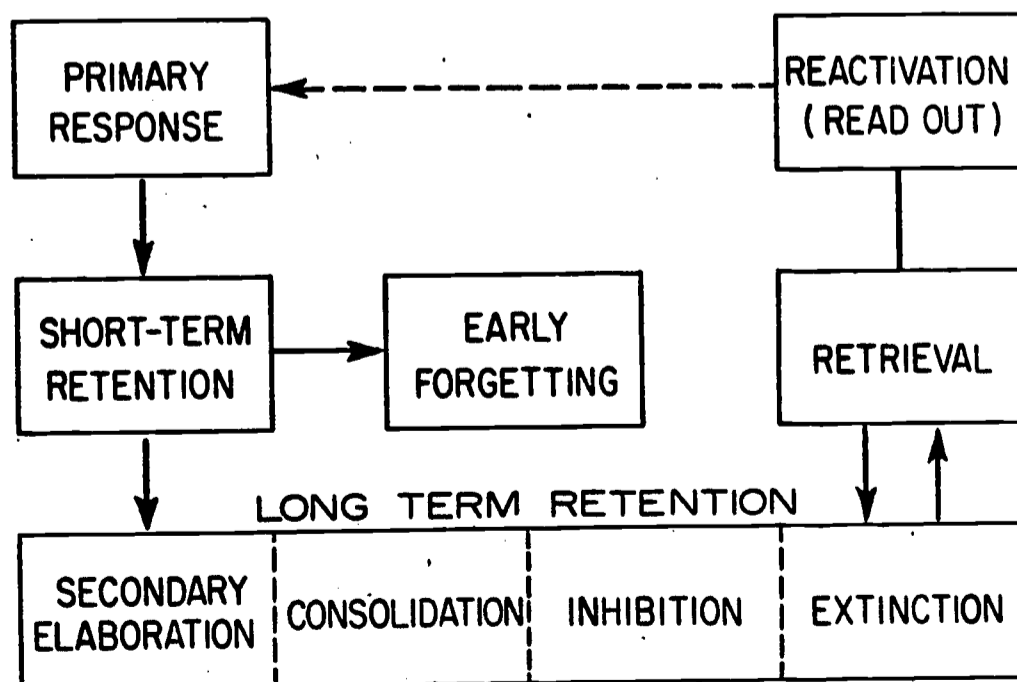 PRIMARY
RESPONSE
REACTIVATION
(READ OUT)
SHORT-TERM
RETENTION
EARLY
FORGETTING
RETRIEVAL
LONG TERM RETENTION
SECONDARY
ELABORATION
CONSOLIDATION
INHIBITION
EXTINCTION